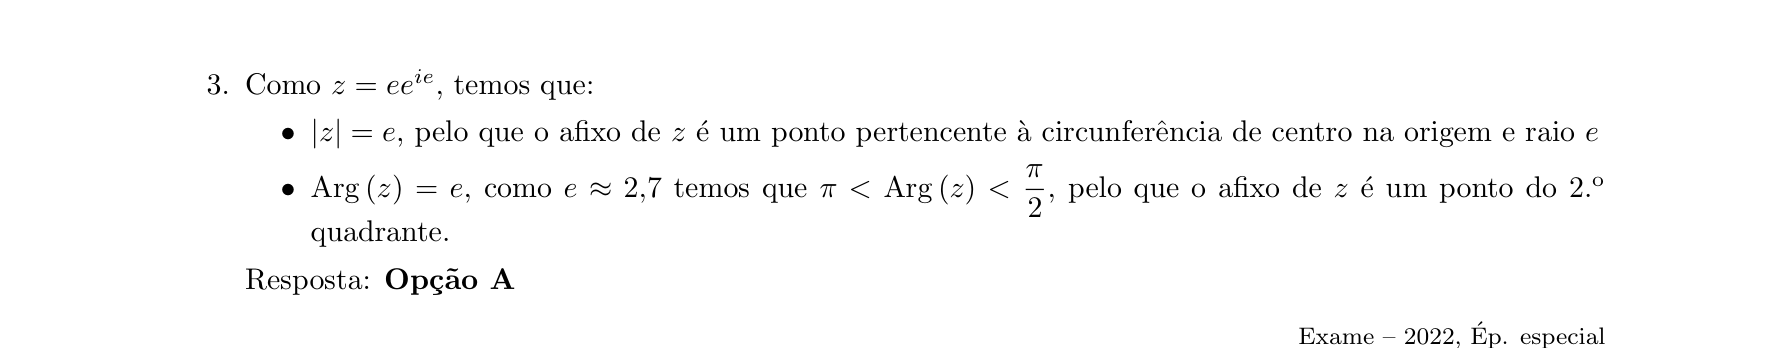 3. Como z = ee^{ie}, temos que:
• |z| = e, pelo que o afixo de z é um ponto pertencente à circunferência de centro na origem e raio e
• Arg (z) = e, como e ≈ 2,7 temos que π < Arg (z) < π/2, pelo que o afixo de z é um ponto do 2.º
quadrante.
Resposta: Opção A
Exame – 2022, Ép. especial